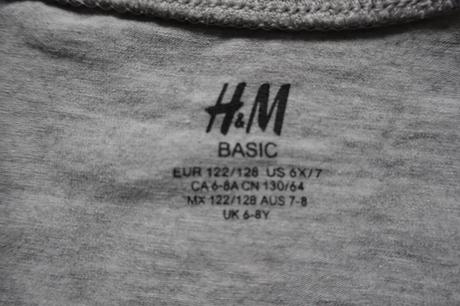 H&M
BASIC
EUR 122/128 US 6X/7
CA 6-8A CN 130/64
MX 122/128 AUS 7-8
UK 6-8Y